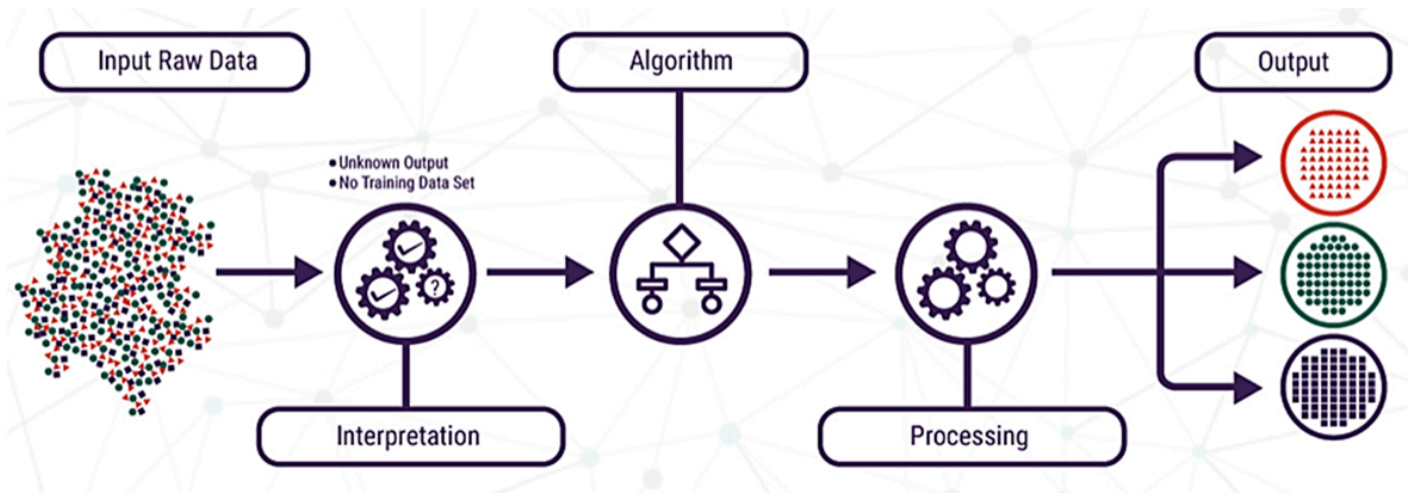 Input Raw Data
Algorithm
Output
• Unknown Output
• No Training Data Set
?
Interpretation
Processing